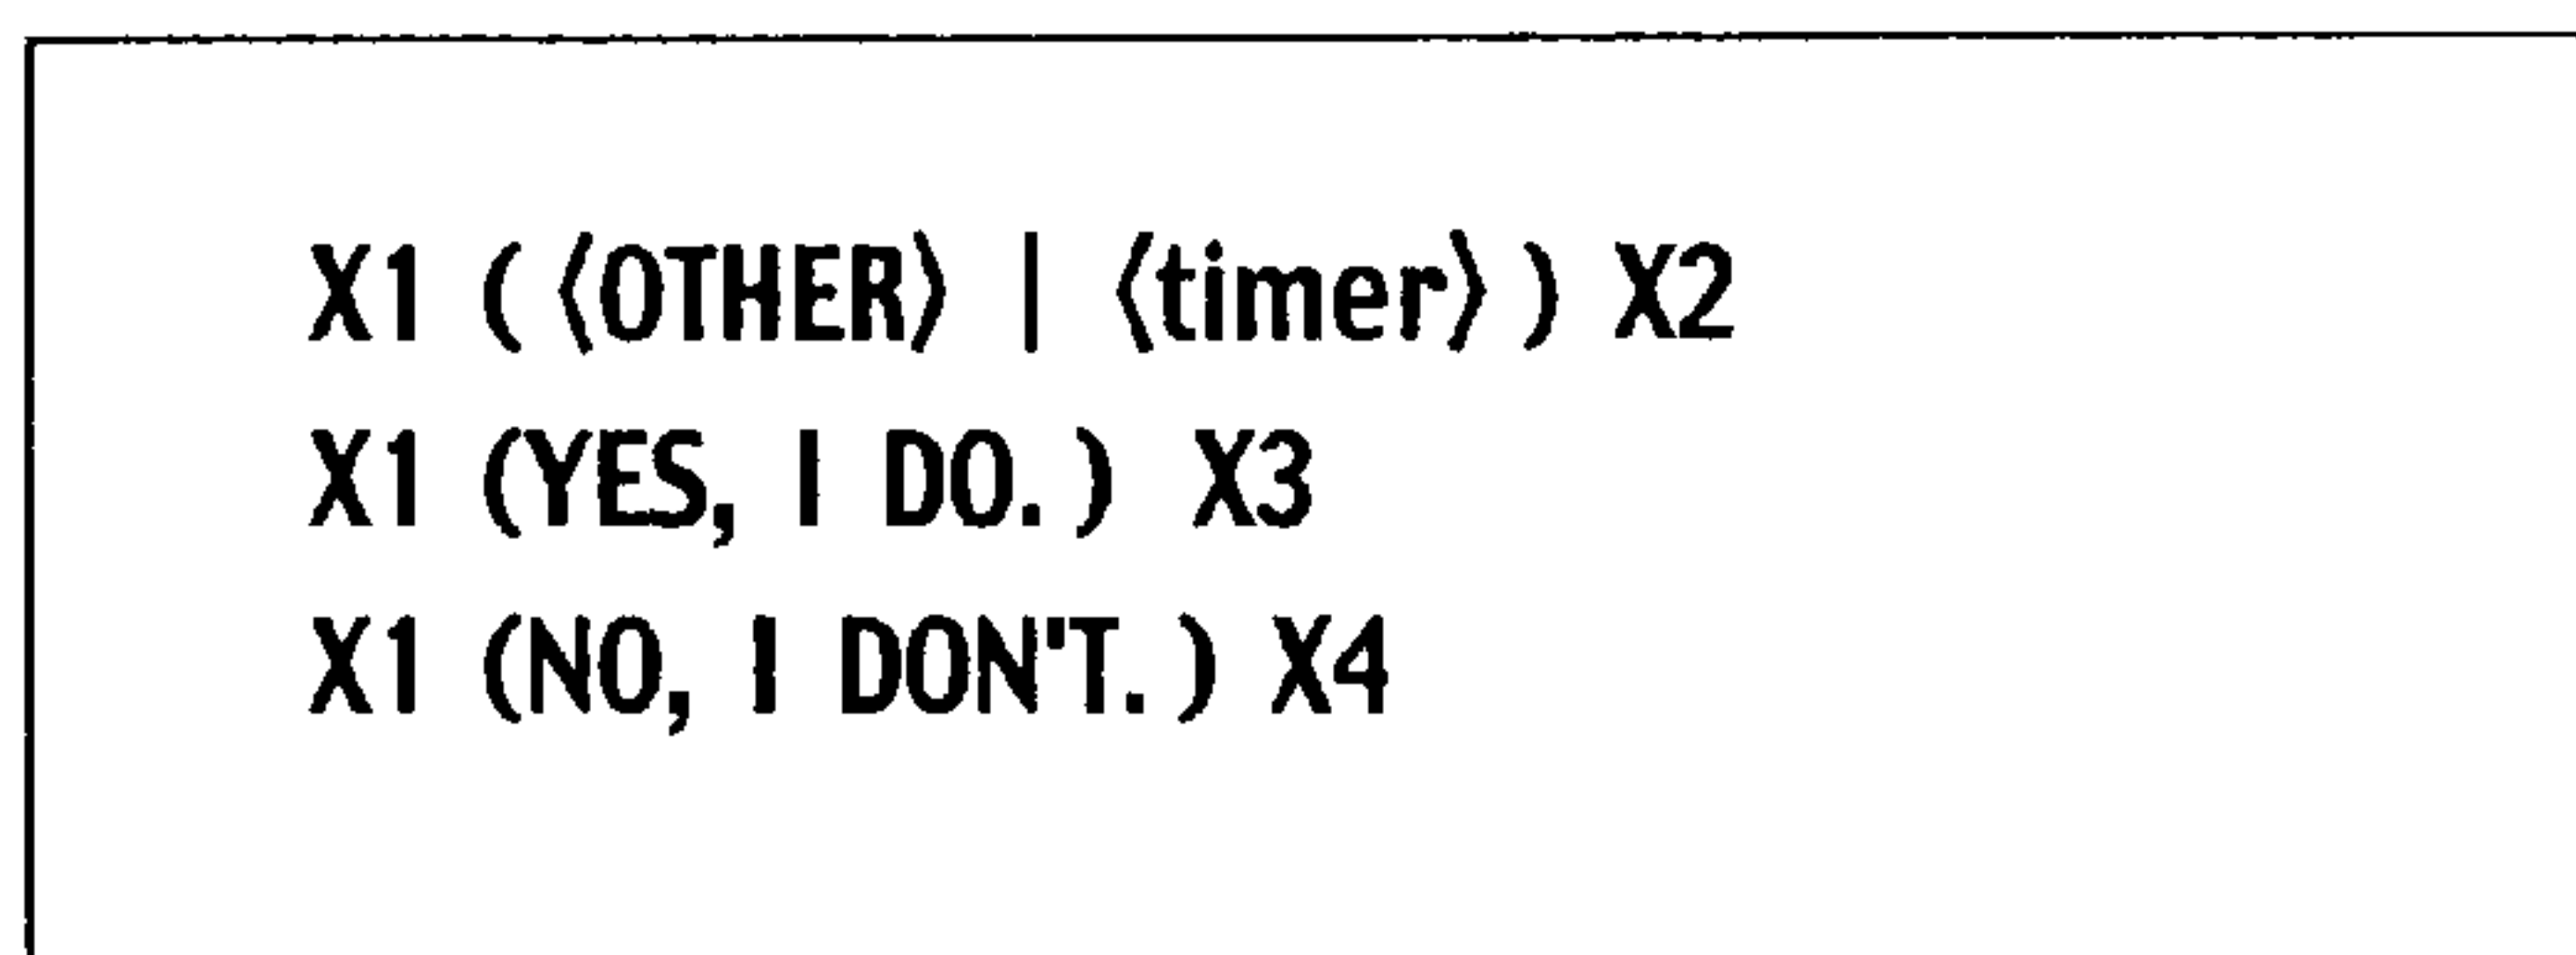 X1 (⟨OTHER⟩ | ⟨timer⟩) X2
X1 (YES, I DO.) X3
X1 (NO, I DON'T.) X4